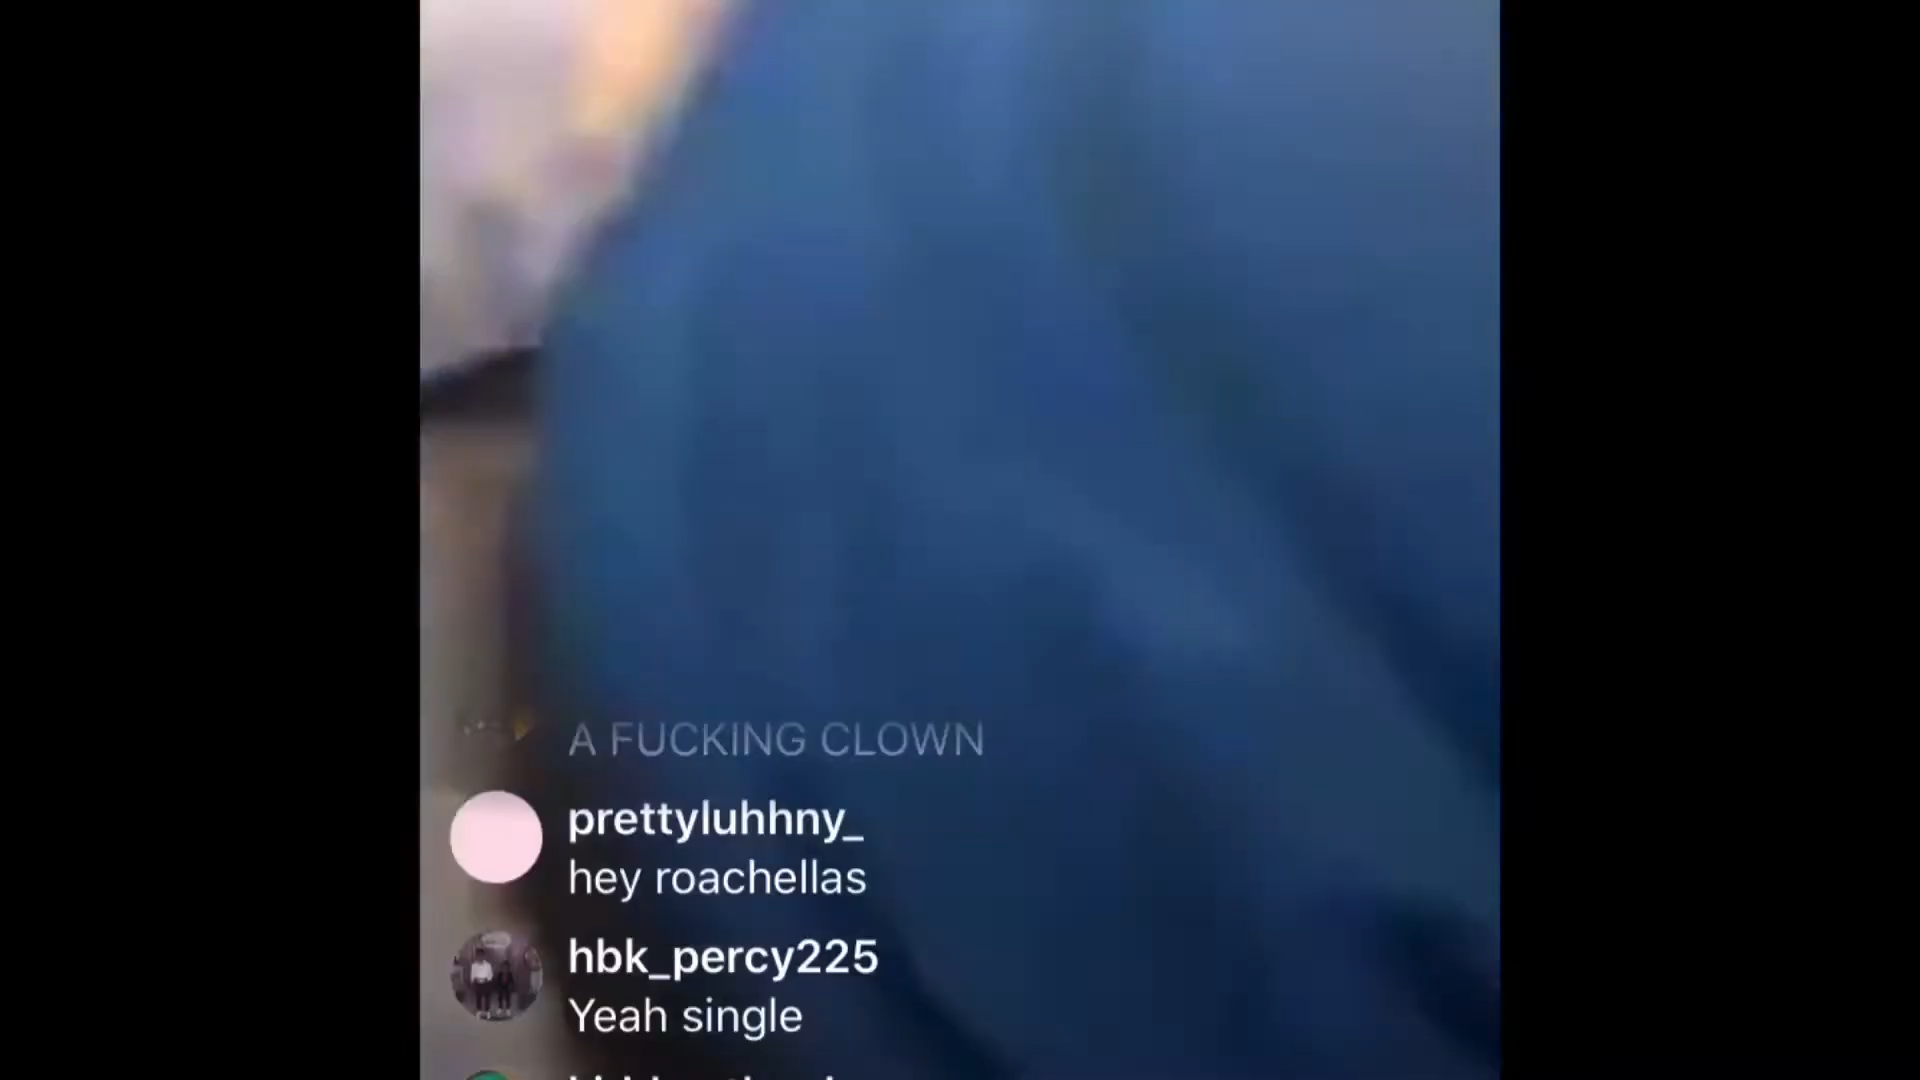 A FUCKING CLOWN
prettyluhhny_
hey roachellas
hbk_percy225
Yeah single